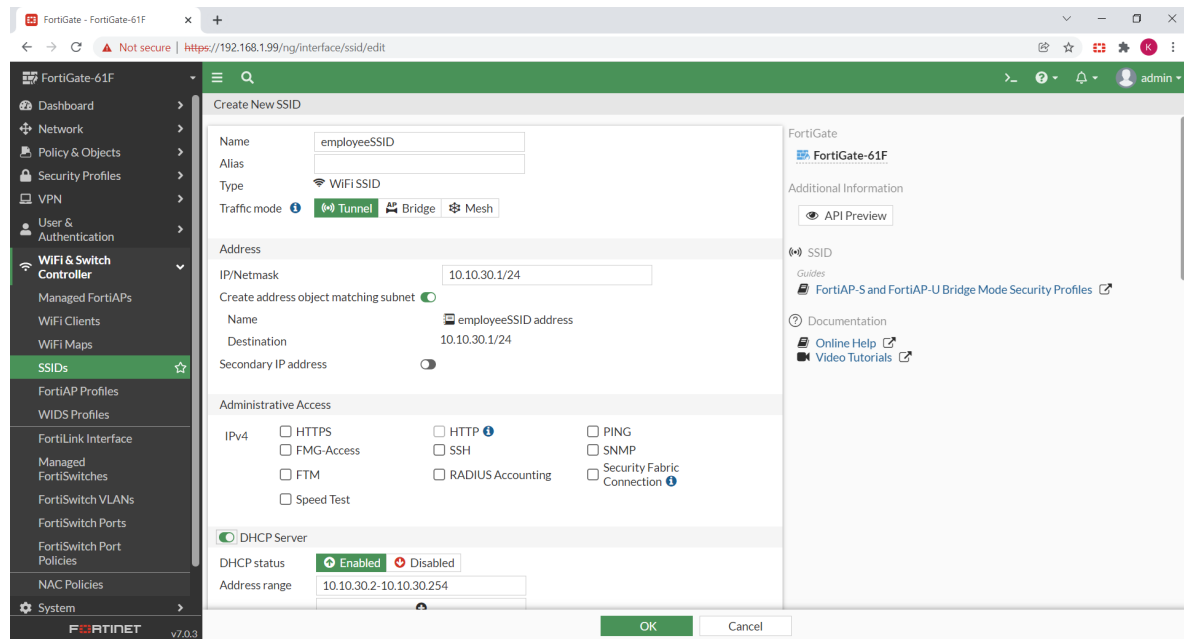 FortiGate - FortiGate-61F
Not secure | https://192.168.1.99/ng/interface/ssid/edit
K
FortiGate-61F
admin
Dashboard
Network
Policy & Objects
Security Profiles
VPN
User &
Authentication
WiFi & Switch
Controller
Managed FortiAPs
WiFi Clients
WiFi Maps
SSIDs
FortiAP Profiles
WIDS Profiles
FortiLink Interface
Managed
FortiSwitches
FortiSwitch VLANs
FortiSwitch Ports
FortiSwitch Port
Policies
NAC Policies
System
FORTINET v7.0.3
Create New SSID
Name employeeSSID
Alias
Type WiFi SSID
Traffic mode Tunnel AP Bridge Mesh
Address
IP/Netmask 10.10.30.1/24
Create address object matching subnet
Name employeeSSID address
Destination 10.10.30.1/24
Secondary IP address
Administrative Access
IPv4 HTTPS HTTP PING
FMG-Access SSH SNMP
FTM RADIUS Accounting Security Fabric
Connection
Speed Test
DHCP Server
DHCP status Enabled Disabled
Address range 10.10.30.2-10.10.30.254
OK Cancel
FortiGate
FortiGate-61F
Additional Information
API Preview
SSID
Guides
FortiAP-S and FortiAP-U Bridge Mode Security Profiles
Documentation
Online Help
Video Tutorials